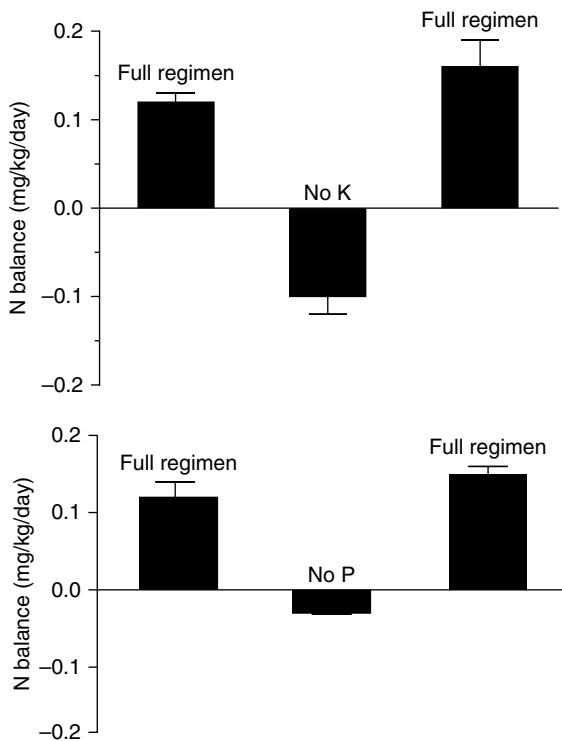 0.2
Full regimen
Full regimen
0.1
No K
0.0
−0.1
−0.2
N balance (mg/kg/day)
0.2
Full regimen
Full regimen
0.1
No P
0.0
−0.1
−0.2
N balance (mg/kg/day)